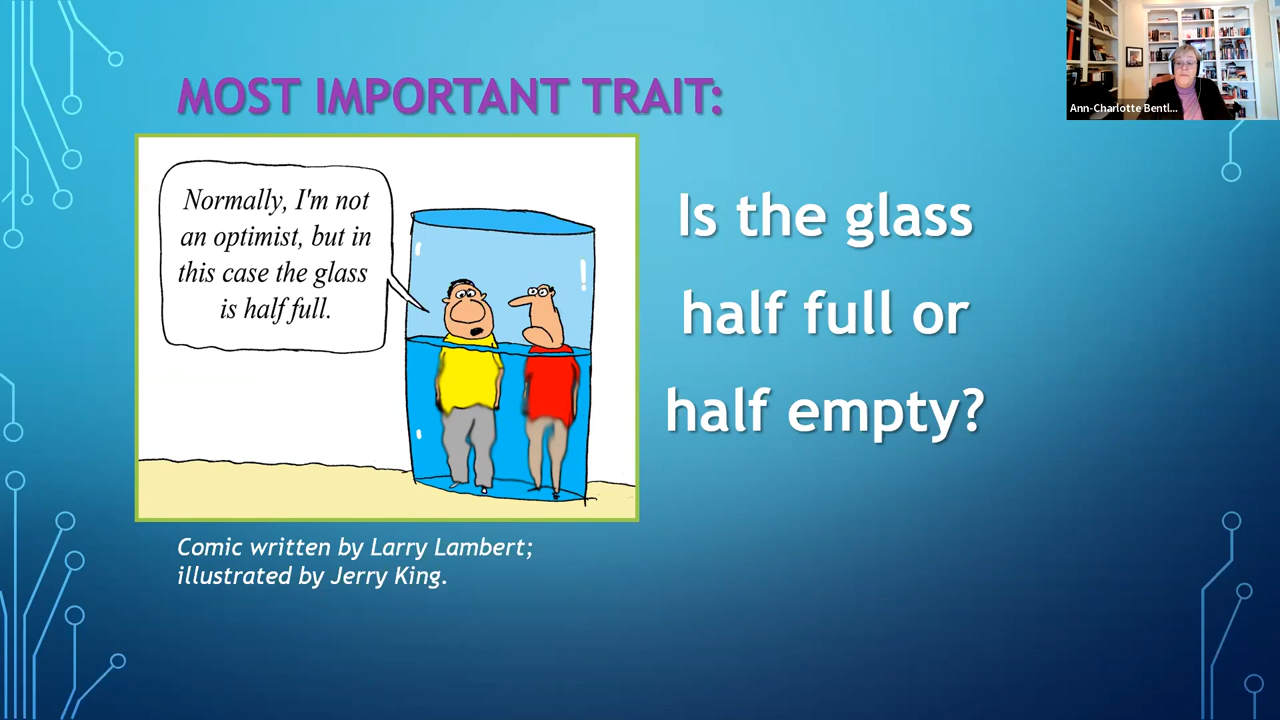 MOST IMPORTANT TRAIT:
Normally, I'm not
an optimist, but in
this case the glass
is half full.
Is the glass
half full or
half empty?
Comic written by Larry Lambert;
illustrated by Jerry King.
Ann-Charlotte Bentl...